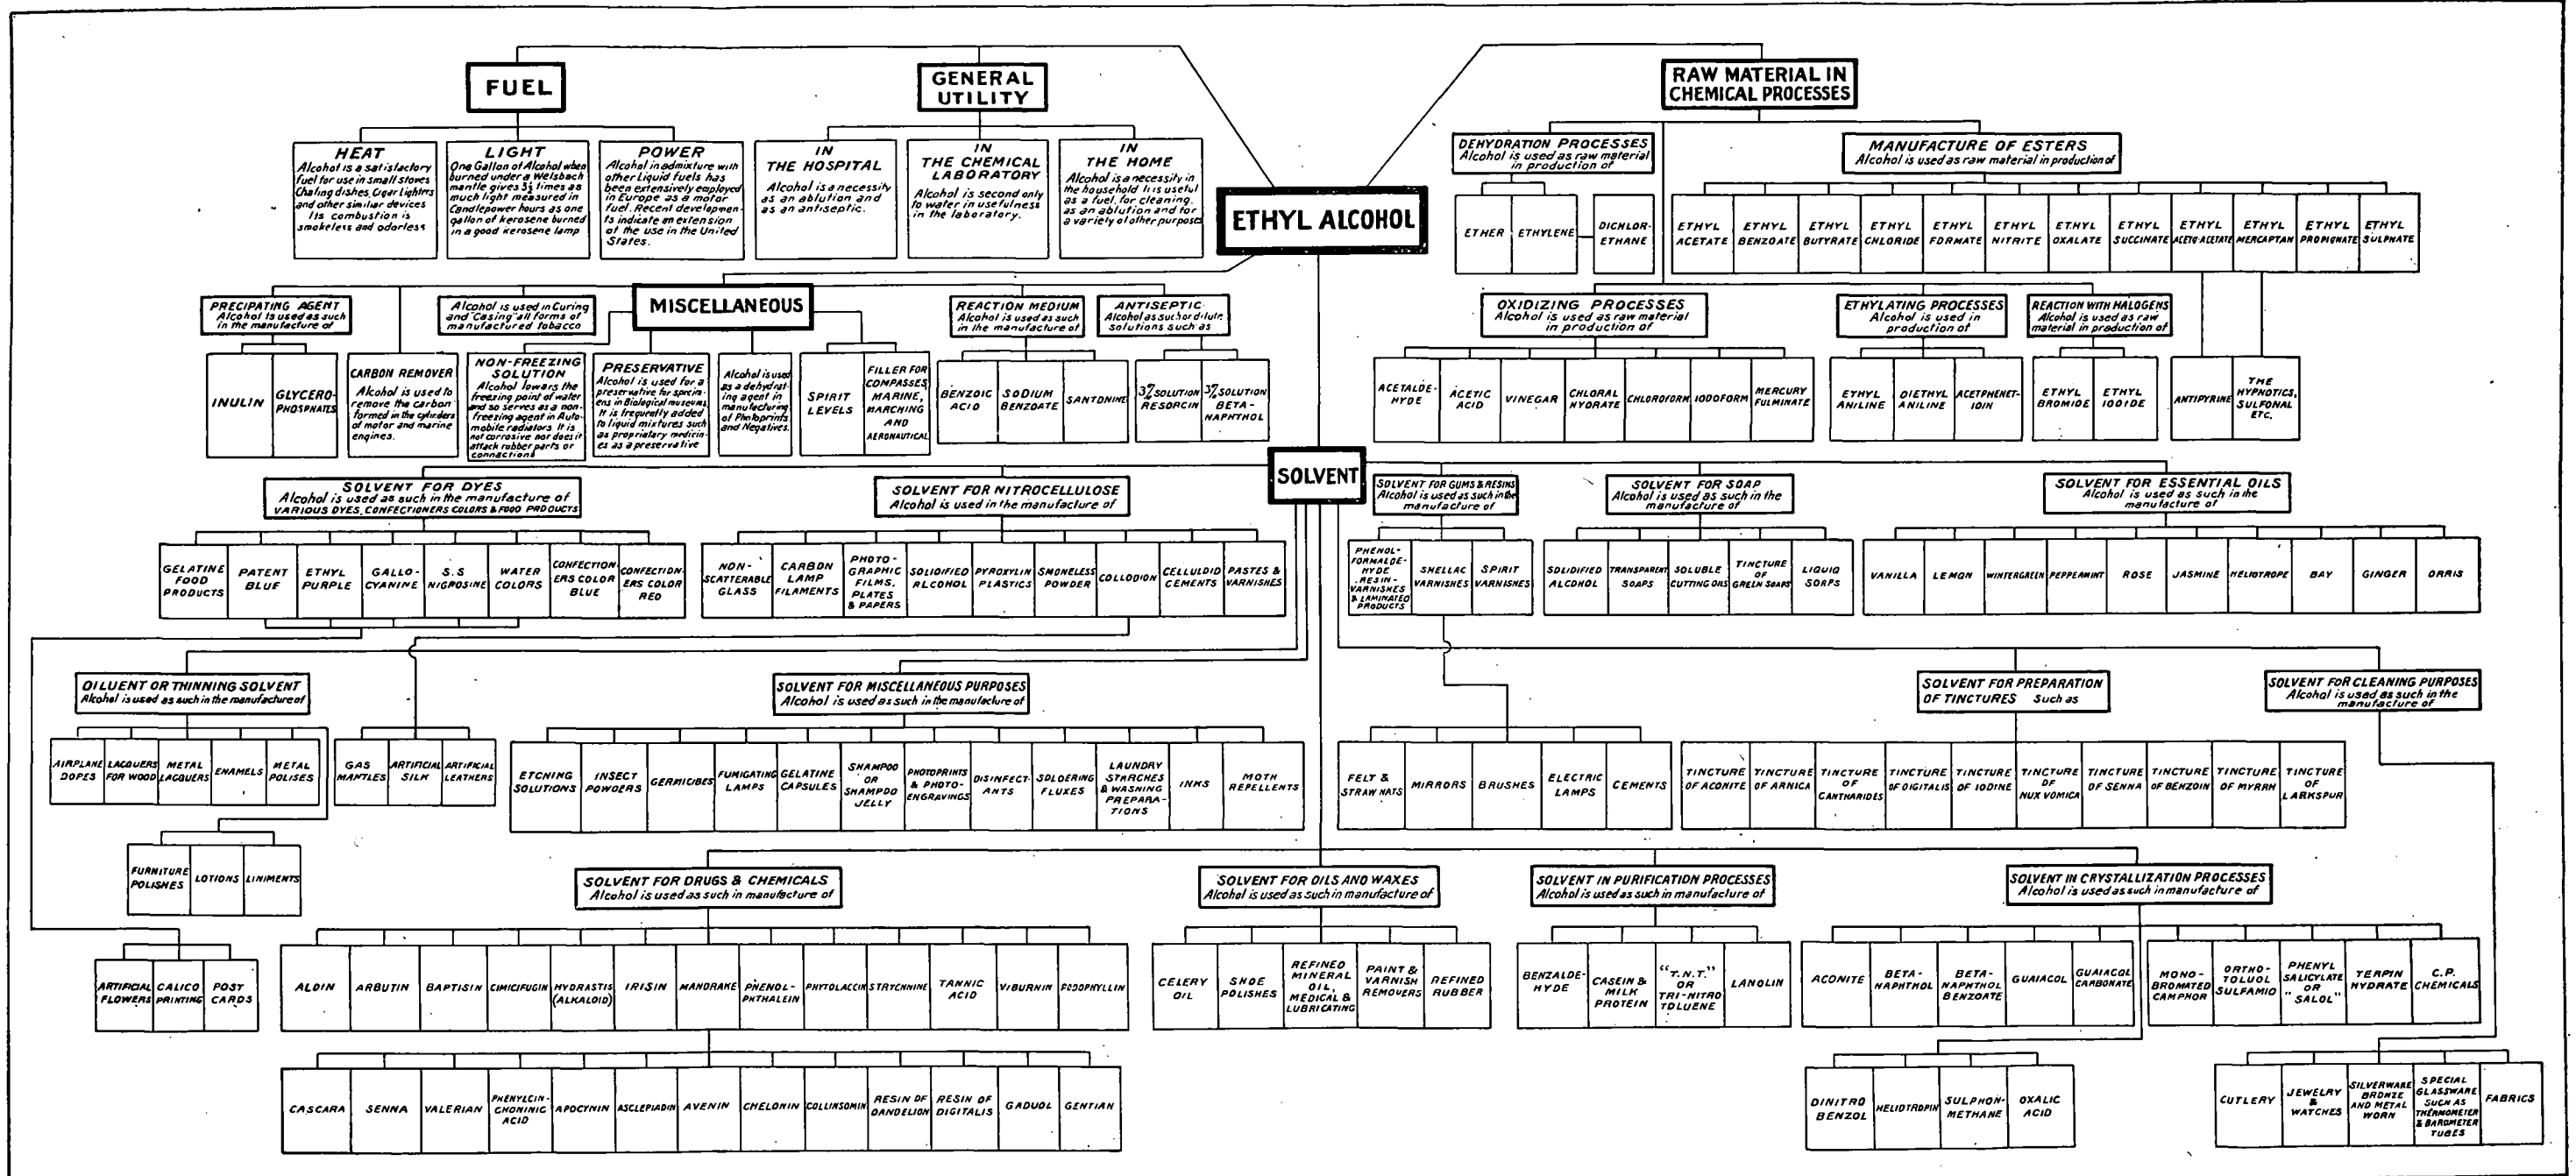 FUEL
GENERAL
UTILITY
RAW MATERIAL IN
CHEMICAL PROCESSES
HEAT
Alcohol is a satisfactory
fuel for use in small stoves
Chafing dishes, Cigar Lighters
and other similiar devices
Its combustion is
smokeless and odorless
LIGHT
One Gallon of Alcohol when
burned under a Welsbach
mantle gives 3½ times as
much light measured in
Candlepower hours as one
gallon of kerosene burned
in a good kerosene lamp
POWER
Alcohol in admixture with
other Liquid fuels has
been extensively employed
in Europe as a motor
fuel. Recent developmen-
ts indicate an extension
of the use in the United
States.
IN
THE HOSPITAL
Alcohol is a necessity
as an ablution and
as an antiseptic.
IN
THE CHEMICAL
LABORATORY
Alcohol is second only
to water in usefulness
in the laboratory.
IN
THE HOME
Alcohol is a necessity in
the household It is useful
as a fuel, for cleaning,
as an ablution and for
a variety of other purposes
ETHYL ALCOHOL
DEHYDRATION PROCESSES
Alcohol is used as raw material
in production of
MANUFACTURE OF ESTERS
Alcohol is used as raw material in production of
ETHER
ETHYLENE
DICHLOR-
ETHANE
ETHYL
ACETATE
ETHYL
BENZOATE
ETHYL
BUTYRATE
ETHYL
CHLORIDE
ETHYL
FORMATE
ETHYL
NITRITE
ETHYL
OXALATE
ETHYL
SUCCINATE
ETHYL
ACETO-ACETATE
ETHYL
MERCAPTAN
ETHYL
PROPIONATE
ETHYL
SULPHATE
PRECIPATING AGENT
Alcohol is used as such
in the manufacture of
Alcohol is used in Curing
and "Casing" all forms of
manufactured tobacco
MISCELLANEOUS
REACTION MEDIUM
Alcohol is used as such
in the manufacture of
ANTISEPTIC
Alcohol as such or dilute
solutions such as
OXIDIZING PROCESSES
Alcohol is used as raw material
in production of
ETHYLATING PROCESSES
Alcohol is used in
production of
REACTION WITH HALOGENS
Alcohol is used as raw
material in production of
INULIN
GLYCERO-
PHOSPHATES
CARBON REMOVER
Alcohol is used to
remove the carbon
formed in the cylinders
of motor and marine
engines.
NON-FREEZING
SOLUTION
Alcohol lowers the
freezing point of water
and so serves as a non-
freezing agent in Auto-
mobile radiators. It is
not corrosive nor does it
attack rubber parts or
connections
PRESERVATIVE
Alcohol is used for a
preservative for specim-
ens in Biological museums.
It is frequently added
to liquid mixtures such
as propriatary medicin-
es as a preservative
Alcohol is used
as a dehydrat-
ing agent in
manufacturing
of Photoprints
and Negatives.
SPIRIT
LEVELS
FILLER FOR
COMPASSES,
MARINE,
MARCHING
AND
AERONAUTICAL
BENZOIC
ACID
SODIUM
BENZOATE
SANTONINE
3% SOLUTION
RESORCIN
3% SOLUTION
BETA-
NAPHTHOL
ACETALDE-
HYDE
ACETIC
ACID
VINEGAR
CHLORAL
HYDRATE
CHLOROFORM
IODOFORM
MERCURY
FULMINATE
ETHYL
ANILINE
DIETHYL
ANILINE
ACETPHENET-
IDIN
ETHYL
BROMIDE
ETHYL
IODIDE
ANTIPYRINE
THE
HYPNOTICS,
SULFONAL
ETC.
SOLVENT
SOLVENT FOR DYES
Alcohol is used as such in the manufacture of
VARIOUS DYES, CONFECTIONERS COLORS & FOOD PRODUCTS
SOLVENT FOR NITROCELLULOSE
Alcohol is used in the manufacture of
SOLVENT FOR GUMS & RESINS
Alcohol is used as such in the
manufacture of
SOLVENT FOR SOAP
Alcohol is used as such in the
manufacture of
SOLVENT FOR ESSENTIAL OILS
Alcohol is used as such in the
manufacture of
GELATINE
FOOD
PRODUCTS
PATENT
BLUE
ETHYL
PURPLE
GALLO-
CYANINE
S.S
NIGROSINE
WATER
COLORS
CONFECTION-
ERS COLOR
BLUE
CONFECTION-
ERS COLOR
RED
NON-
SCATTERABLE
GLASS
CARBON
LAMP
FILAMENTS
PHOTO-
GRAPHIC
FILMS,
PLATES
& PAPERS
SOLIDIFIED
ALCOHOL
PYROXYLIN
PLASTICS
SMOKELESS
POWDER
COLLODION
CELLULOID
CEMENTS
PASTES &
VARNISHES
PHENOL-
FORMALDE-
HYDE
RESIN-
VARNISHES
& LAMINATED
PRODUCTS
SHELLAC
VARNISHES
SPIRIT
VARNISHES
SOLIDIFIED
ALCOHOL
TRANSPARENT
SOAPS
SOLUBLE
CUTTING OILS
TINCTURE
OF
GREEN SOAPS
LIQUID
SOAPS
VANILLA
LEMON
WINTERGREEN
PEPPERMINT
ROSE
JASMINE
HELIOTROPE
BAY
GINGER
ORRIS
DILUENT OR THINNING SOLVENT
Alcohol is used as such in the manufacture of
SOLVENT FOR MISCELLANEOUS PURPOSES
Alcohol is used as such in the manufacture of
SOLVENT FOR PREPARATION
OF TINCTURES Such as
SOLVENT FOR CLEANING PURPOSES
Alcohol is used as such in the
manufacture of
AIRPLANE
DOPES
LACQUERS
FOR WOOD
METAL
LACQUERS
ENAMELS
METAL
POLISES
GAS
MANTLES
ARTIFICIAL
SILK
ARTIFICIAL
LEATHERS
ETCHING
SOLUTIONS
INSECT
POWDERS
GERMICIDES
FUMIGATING
LAMPS
GELATINE
CAPSULES
SHAMPOO
OR
SHAMPOO
JELLY
PHOTOPRINTS
& PHOTO-
ENGRAVINGS
DISINFECT-
ANTS
SOLDERING
FLUXES
LAUNDRY
STARCHES
& WASHING
PREPARA-
TIONS
INKS
MOTH
REPELLENTS
FELT &
STRAW HATS
MIRRORS
BRUSHES
ELECTRIC
LAMPS
CEMENTS
TINCTURE
OF ACONITE
TINCTURE
OF ARNICA
TINCTURE
OF
CANTHARIDES
TINCTURE
OF DIGITALIS
TINCTURE
OF IODINE
TINCTURE
OF
NUX VOMICA
TINCTURE
OF SENNA
TINCTURE
OF BENZOIN
TINCTURE
OF MYRRH
TINCTURE
OF
LARKSPUR
FURNITURE
POLISHES
LOTIONS
LINIMENTS
SOLVENT FOR DRUGS & CHEMICALS
Alcohol is used as such in manufacture of
SOLVENT FOR OILS AND WAXES
Alcohol is used as such in manufacture of
SOLVENT IN PURIFICATION PROCESSES
Alcohol is used as such in manufacture of
SOLVENT IN CRYSTALLIZATION PROCESSES
Alcohol is used as such in manufacture of
ARTIFICIAL
FLOWERS
CALICO
PRINTING
POST
CARDS
ALOIN
ARBUTIN
BAPTISIN
CIMICIFUGIN
HYDRASTIS
(ALKALOID)
IRISIN
MANDRAKE
PHENOL-
PHTHALEIN
PHYTOLACCIN
STRYCHNINE
TANNIC
ACID
VIBURNIN
PODOPHYLLIN
CELERY
OIL
SHOE
POLISHES
REFINED
MINERAL
OIL,
MEDICAL &
LUBRICATING
PAINT &
VARNISH
REMOVERS
REFINED
RUBBER
BENZALDE-
HYDE
CASEIN &
MILK
PROTEIN
"T.N.T."
OR
TRI-NITRO
TOLUENE
LANOLIN
ACONITE
BETA-
NAPHTHOL
BETA-
NAPHTHOL
BENZOATE
GUAIACOL
GUAIACOL
CARBONATE
MONO-
BROMATED
CAMPHOR
ORTHO-
TOLUOL
SULFAMID
PHENYL
SALICYLATE
OR
"SALOL"
TERPIN
HYDRATE
C.P.
CHEMICALS
CASCARA
SENNA
VALERIAN
PHENYLCIN-
CHONINIC
ACID
APOCYNIN
ASCLEPIADIN
AVENIN
CHELONIN
COLLINSONIN
RESIN OF
DANDELION
RESIN OF
DIGITALIS
GADUOL
GENTIAN
DINITRO
BENZOL
HELIOTROPIN
SULPHON-
METHANE
OXALIC
ACID
CUTLERY
JEWELRY
&
WATCHES
SILVERWARE
BRONZE
AND METAL
WORN
SPECIAL
GLASSWARE
SUCH AS
THERMOMETER
& BAROMETER
TUBES
FABRICS